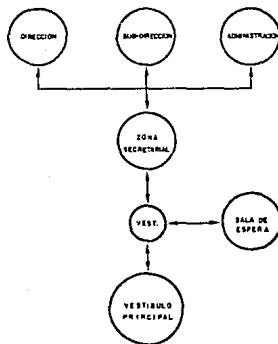 DIRECCION
SUB-DIRECCION
ADMINISTRACION
ZONA
SECRETARIAL
VEST.
SALA DE
ESPERA
VESTIBULO
PRINCIPAL